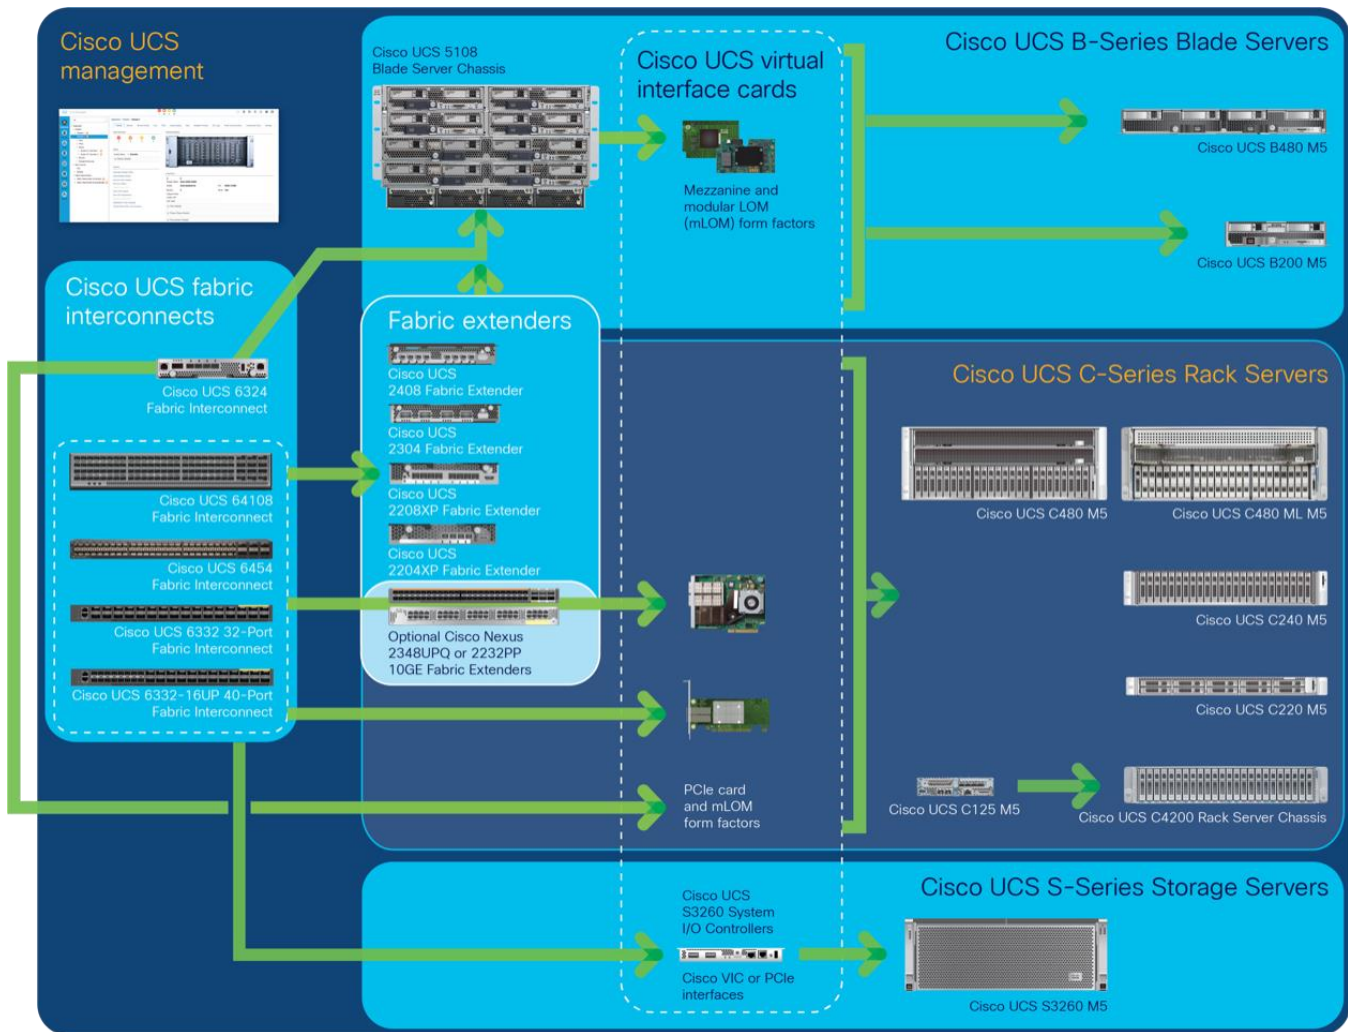 Cisco UCS
management
Cisco UCS 5108
Blade Server Chassis
Cisco UCS virtual
interface cards
Mezzanine and
modular LOM
(mLOM) form factors
Cisco UCS B-Series Blade Servers
Cisco UCS B480 M5
Cisco UCS B200 M5
Cisco UCS fabric
interconnects
Cisco UCS 6324
Fabric Interconnect
Cisco UCS 64108
Fabric Interconnect
Cisco UCS 6454
Fabric Interconnect
Cisco UCS 6332 32-Port
Fabric Interconnect
Cisco UCS 6332-16UP 40-Port
Fabric Interconnect
Fabric extenders
Cisco UCS
2408 Fabric Extender
Cisco UCS
2304 Fabric Extender
Cisco UCS
2208XP Fabric Extender
Cisco UCS
2204XP Fabric Extender
Optional Cisco Nexus
2348UPQ or 2232PP
10GE Fabric Extenders
PCIe card
and mLOM
form factors
Cisco UCS C-Series Rack Servers
Cisco UCS C480 M5
Cisco UCS C480 ML M5
Cisco UCS C240 M5
Cisco UCS C220 M5
Cisco UCS C125 M5
Cisco UCS C4200 Rack Server Chassis
Cisco UCS
S3260 System
I/O Controllers
Cisco VIC or PCIe
interfaces
Cisco UCS S-Series Storage Servers
Cisco UCS S3260 M5